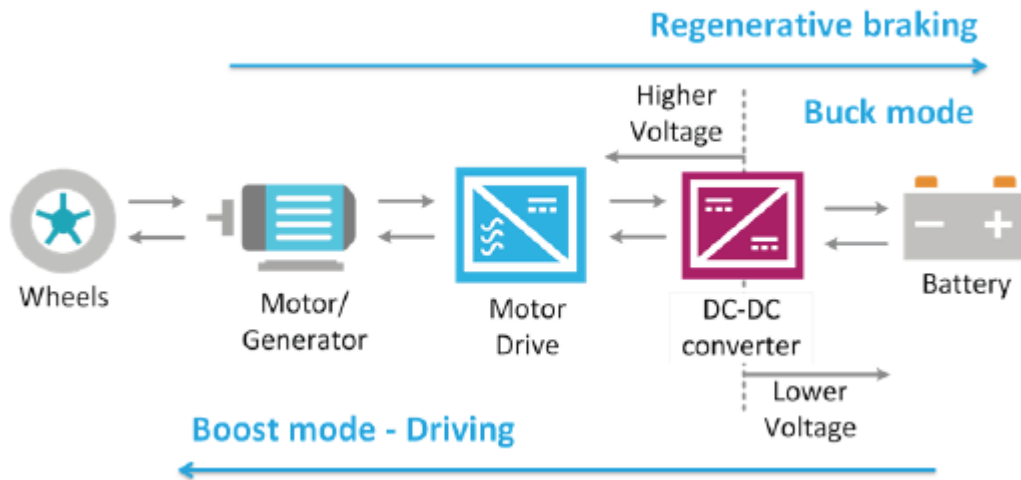 Regenerative braking
Higher
Voltage
Buck mode
Wheels
Motor/
Generator
Motor
Drive
DC-DC
converter
Battery
Lower
Voltage
Boost mode - Driving